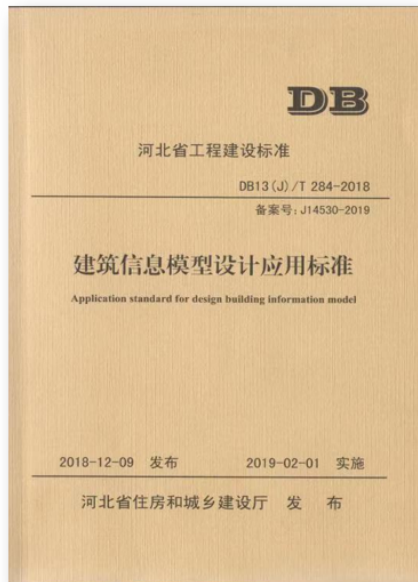 DB
河北省工程建设标准
DB13(J)/T 284-2018
备案号:J14530-2019
建筑信息模型设计应用标准
Application standard for design building information model
2018-12-09 发布 2019-02-01 实施
河北省住房和城乡建设厅 发 布